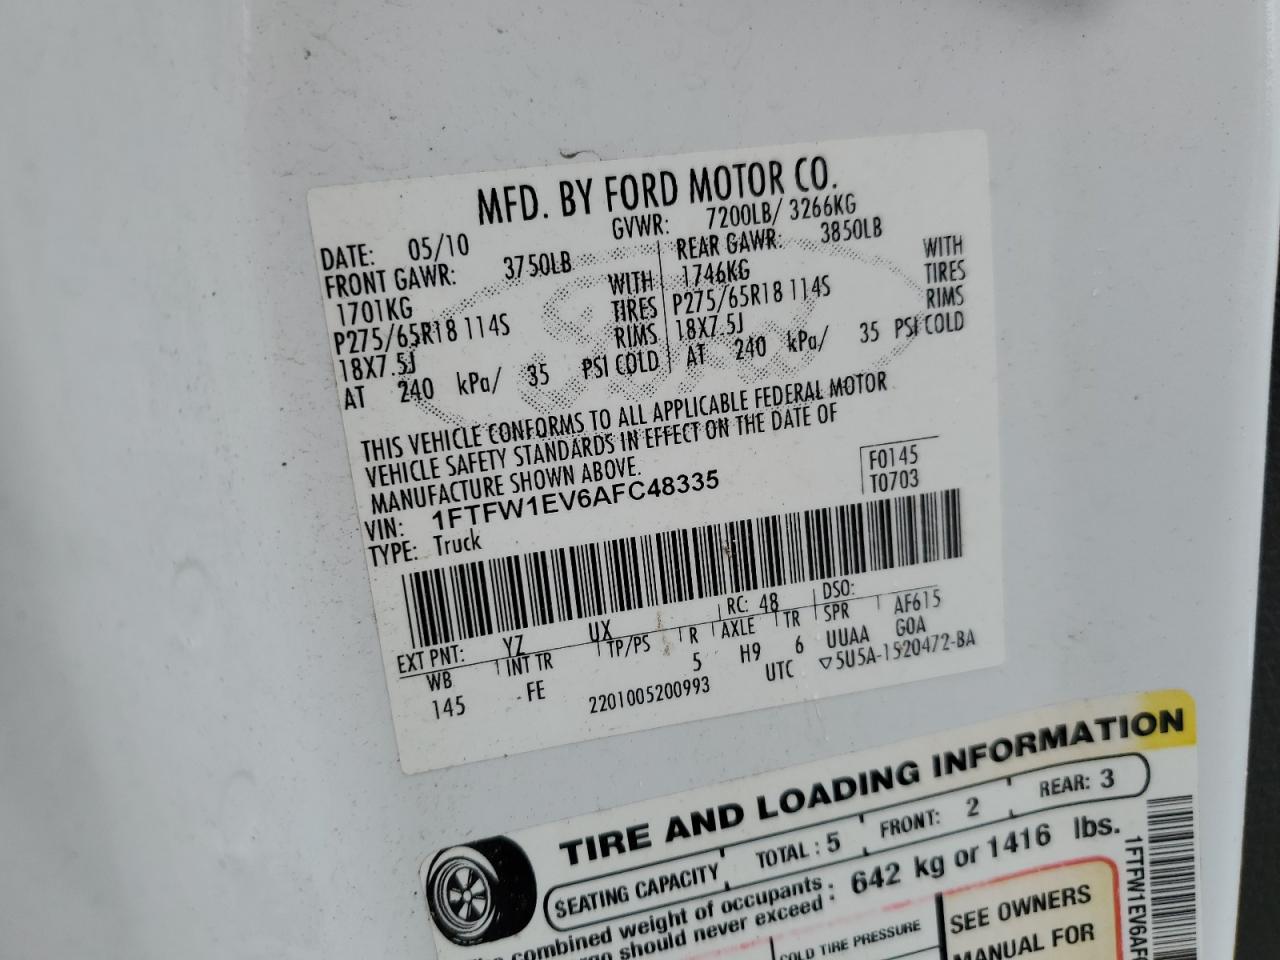 MFD. BY FORD MOTOR CO.
DATE: 05/10 GVWR: 7200LB/ 3266KG
FRONT GAWR: 3750LB REAR GAWR: 3850LB
1701KG WITH 1746KG WITH
P275/65R18 114S TIRES P275/65R18 114S TIRES
18X7.5J RIMS 18X7.5J RIMS
AT 240 kPa/ 35 PSI COLD AT 240 kPa/ 35 PSI COLD
THIS VEHICLE CONFORMS TO ALL APPLICABLE FEDERAL MOTOR
VEHICLE SAFETY STANDARDS IN EFFECT ON THE DATE OF
MANUFACTURE SHOWN ABOVE.
VIN: 1FTFW1EV6AFC48335 F0145
TYPE: Truck T0703
EXT PNT: YZ UX RC: 48 DSO: AF615
WB INT TR TP/PS R AXLE TR SPR G0A
145 FE 5 H9 6 UUAA
2201005200993 UTC ▽5U5A-1520472-BA
TIRE AND LOADING INFORMATION
SEATING CAPACITY TOTAL : 5 FRONT: 2 REAR: 3
combined weight of occupants
should never exceed : 642 kg or 1416 lbs.
COLD TIRE PRESSURE SEE OWNERS
MANUAL FOR
1FTFW1EV6AF